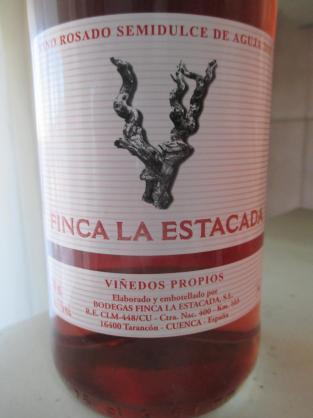 ROSADO SEMIDULCE DE AGUJA
FINCA LA ESTACADA
VIÑEDOS PROPIOS
Elaborado y embotellado por
BODEGAS FINCA LA ESTACADA, S.L.
R.E. CLM-448/CU - Ctra. Nac. 400 - Km. 103
16400 Tarancón - CUENCA - España